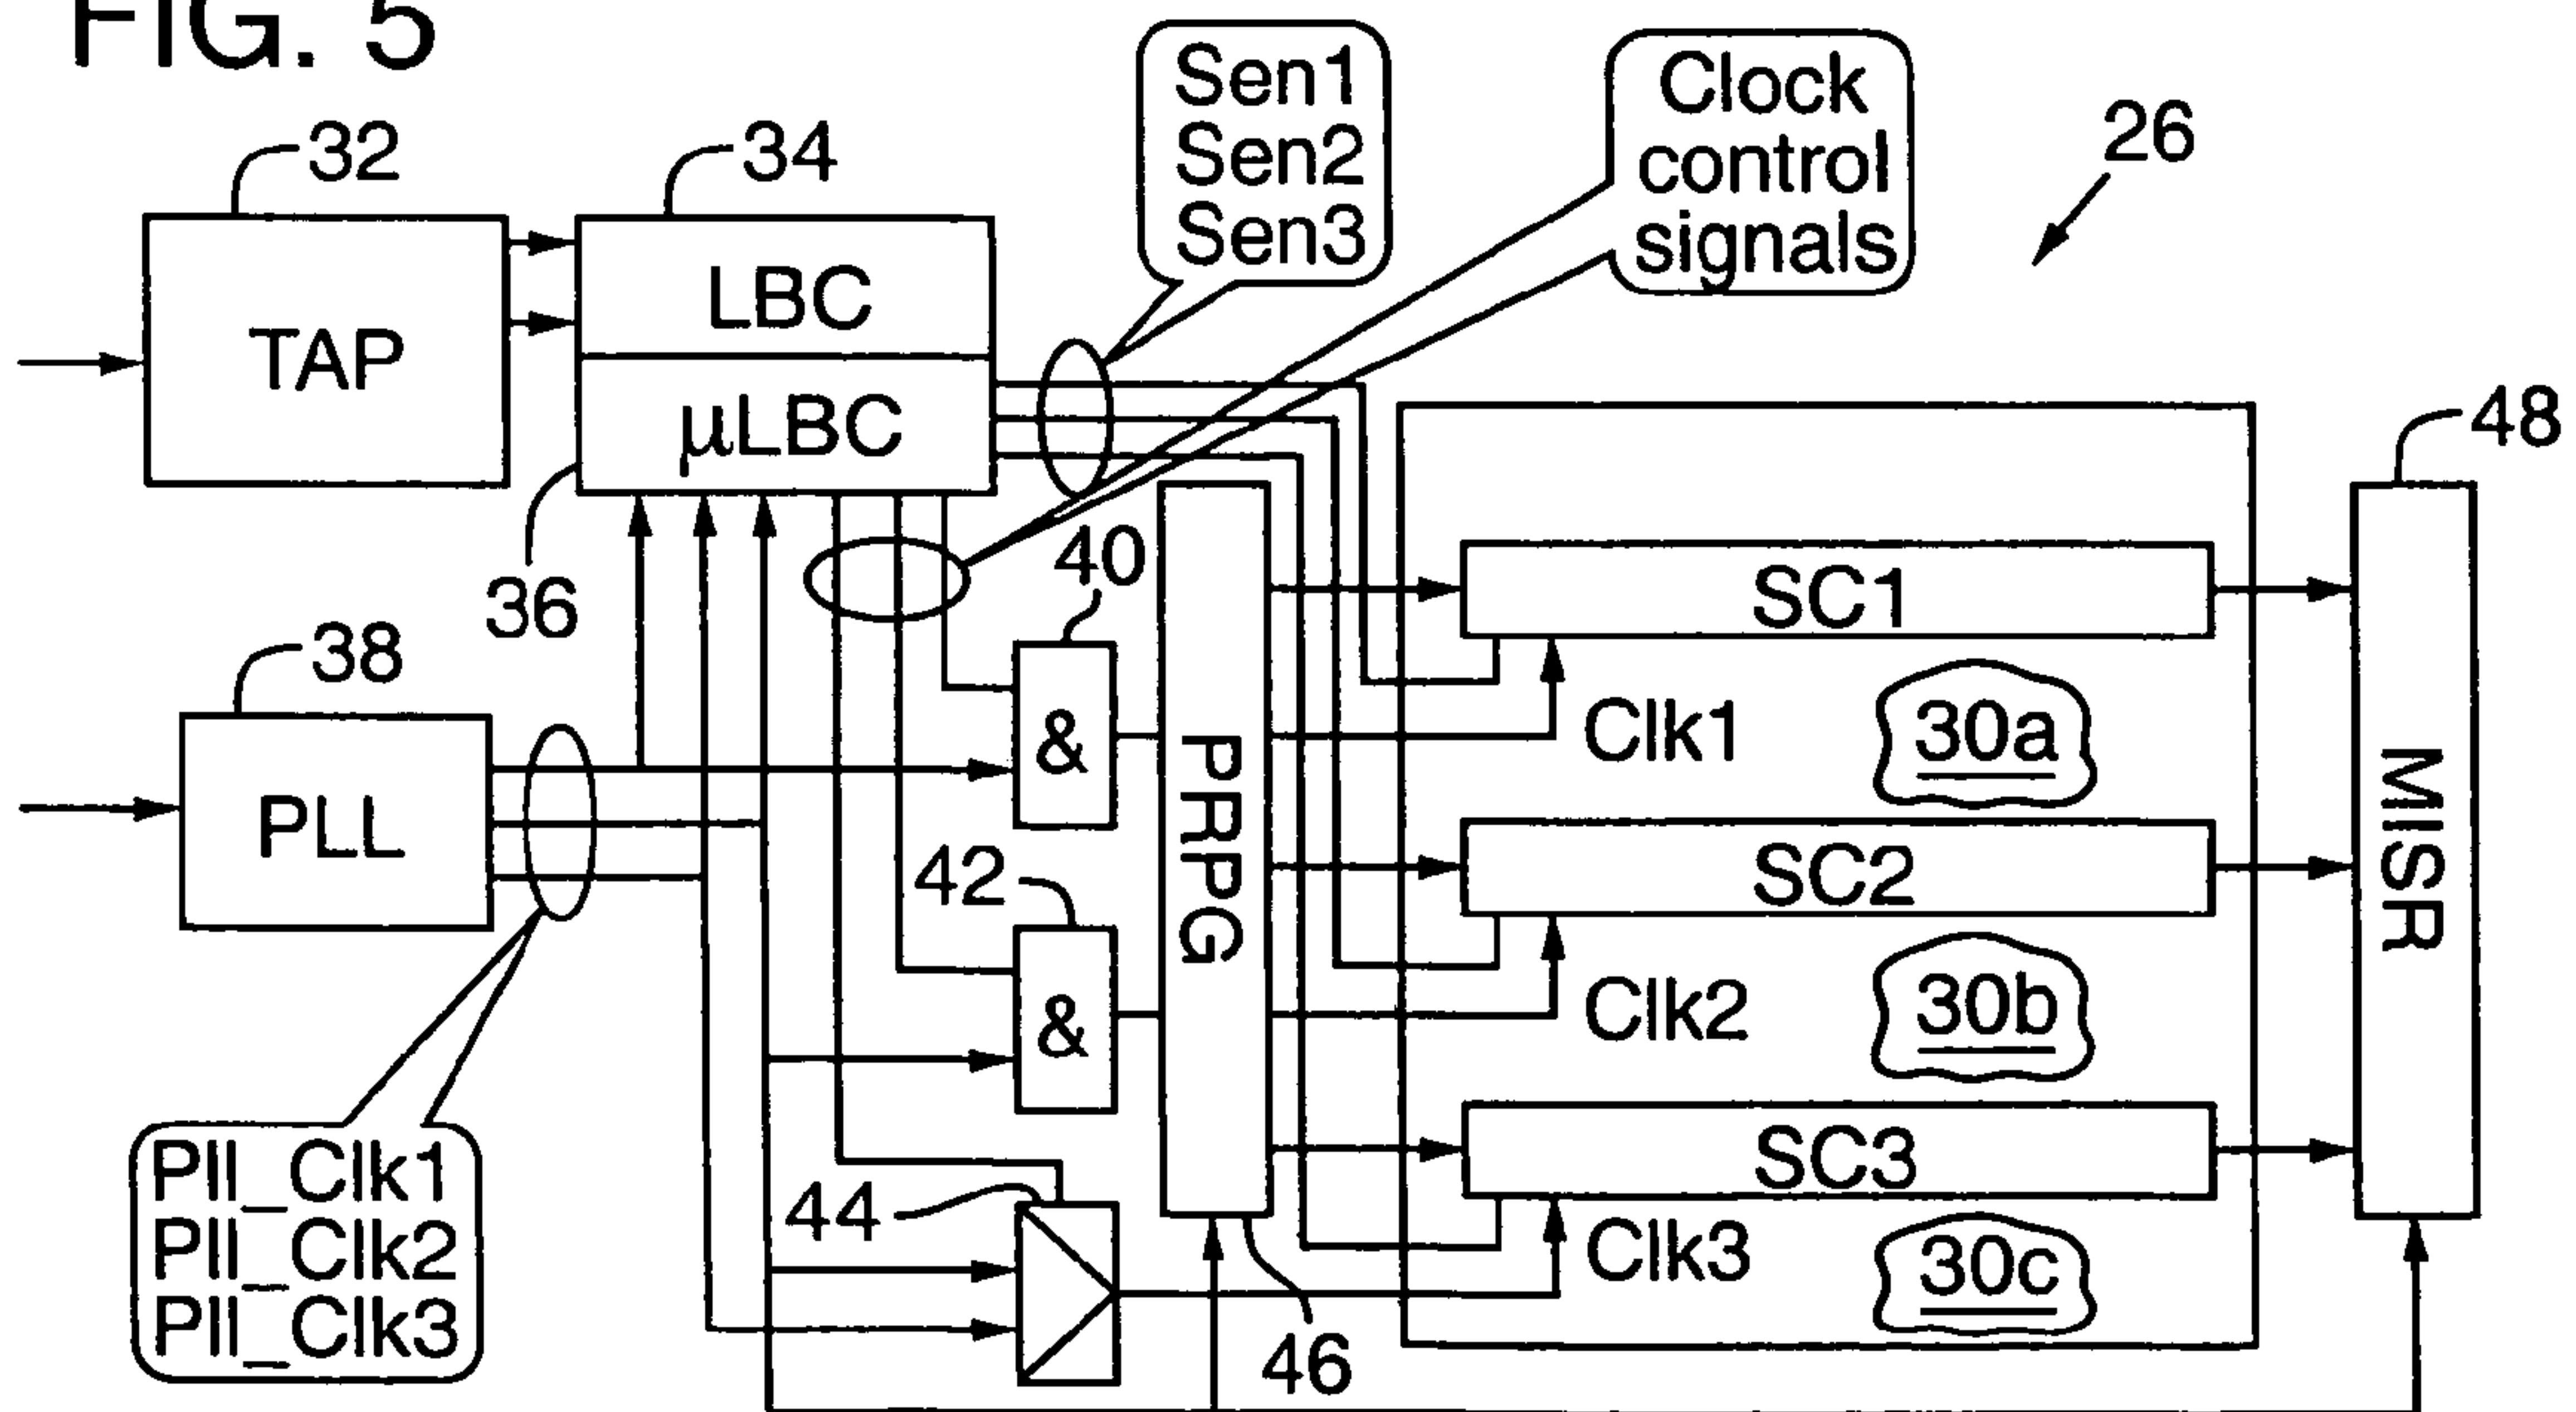 FIG. 5
Sen1
Sen2
Sen3
Clock
control
signals
26
32
34
TAP
LBC
µLBC
36
48
40
38
PLL
&
PRPG
SC1
Clk1
30a
MISR
42
&
SC2
Clk2
30b
Pll_Clk1
Pll_Clk2
Pll_Clk3
44
SC3
Clk3
30c
46